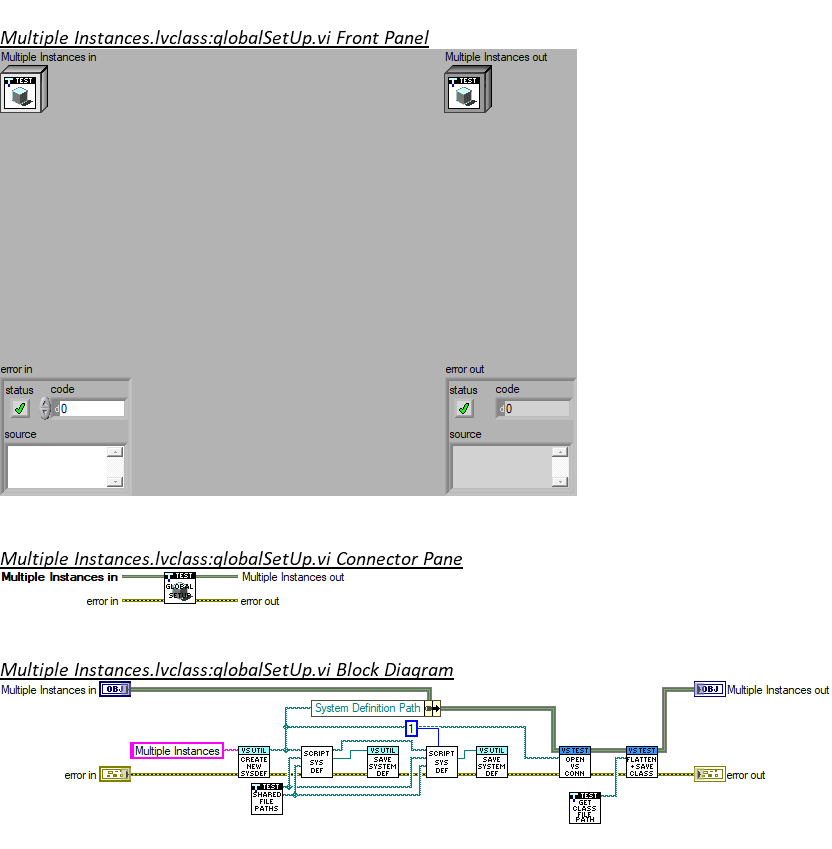 Multiple Instances.lvclass:globalSetUp.vi Front Panel
Multiple Instances in
Multiple Instances out
TEST
TEST
error in
error out
status code
status code
d 0
d 0
source
source
Multiple Instances.lvclass:globalSetUp.vi Connector Pane
Multiple Instances in
TEST
GLOBAL
SETUP
Multiple Instances out
error in
error out
Multiple Instances.lvclass:globalSetUp.vi Block Diagram
Multiple Instances in
OBJ
OBJ
Multiple Instances out
System Definition Path
1
Multiple Instances
VS UTIL
CREATE
NEW
SYSDEF
SCRIPT
SYS
DEF
VS UTIL
SAVE
SYSTEM
DEF
SCRIPT
SYS
DEF
VS UTIL
SAVE
SYSTEM
DEF
VS TEST
OPEN
VS
CONN
VS TEST
FLATTEN
+ SAVE
CLASS
error in
error out
TEST
SHARED
FILE
PATHS
TEST
GET
CLASS
FILE
PATH